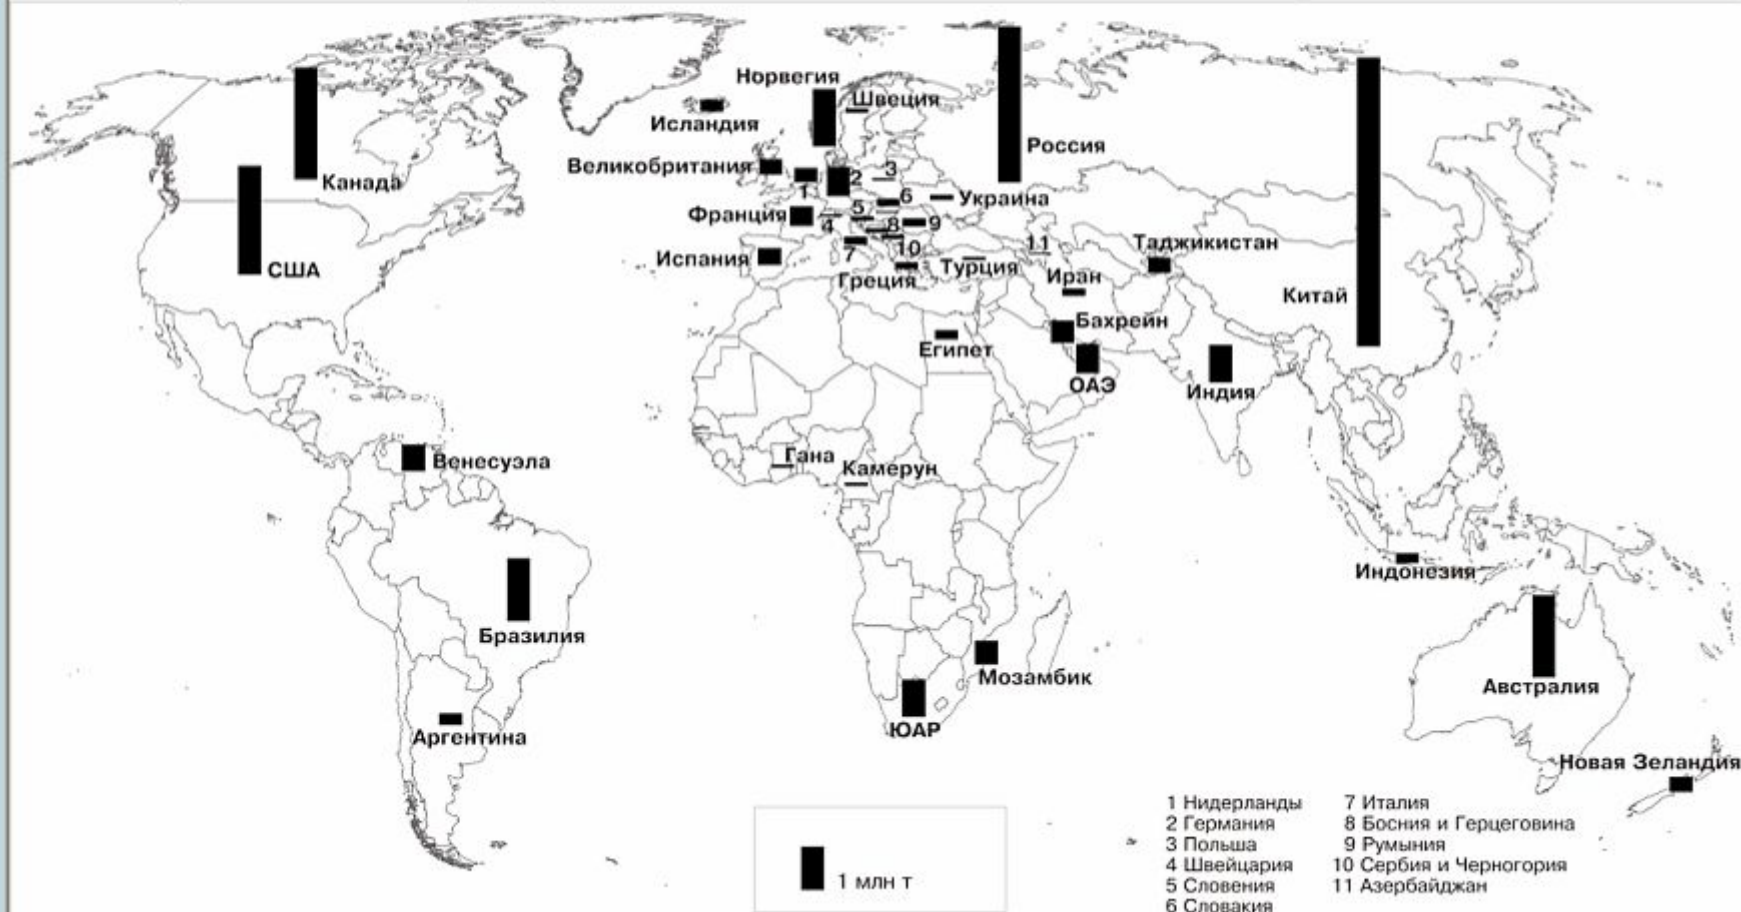 Норвегия
Швеция
Исландия
Россия
Великобритания
3
2
Канада
1
6
Украина
Франция
5
4
8
9
11
Таджикистан
10
7
Испания
США
Турция
Иран
Греция
Китай
Бахрейн
Египет
ОАЭ
Индия
Гана
Венесуэла
Камерун
Индонезия
Бразилия
Мозамбик
Австралия
ЮАР
Аргентина
Новая Зеландия
1 млн т
1 Нидерланды
2 Германия
3 Польша
4 Швейцария
5 Словения
6 Словакия
7 Италия
8 Босния и Герцеговина
9 Румыния
10 Сербия и Черногория
11 Азербайджан